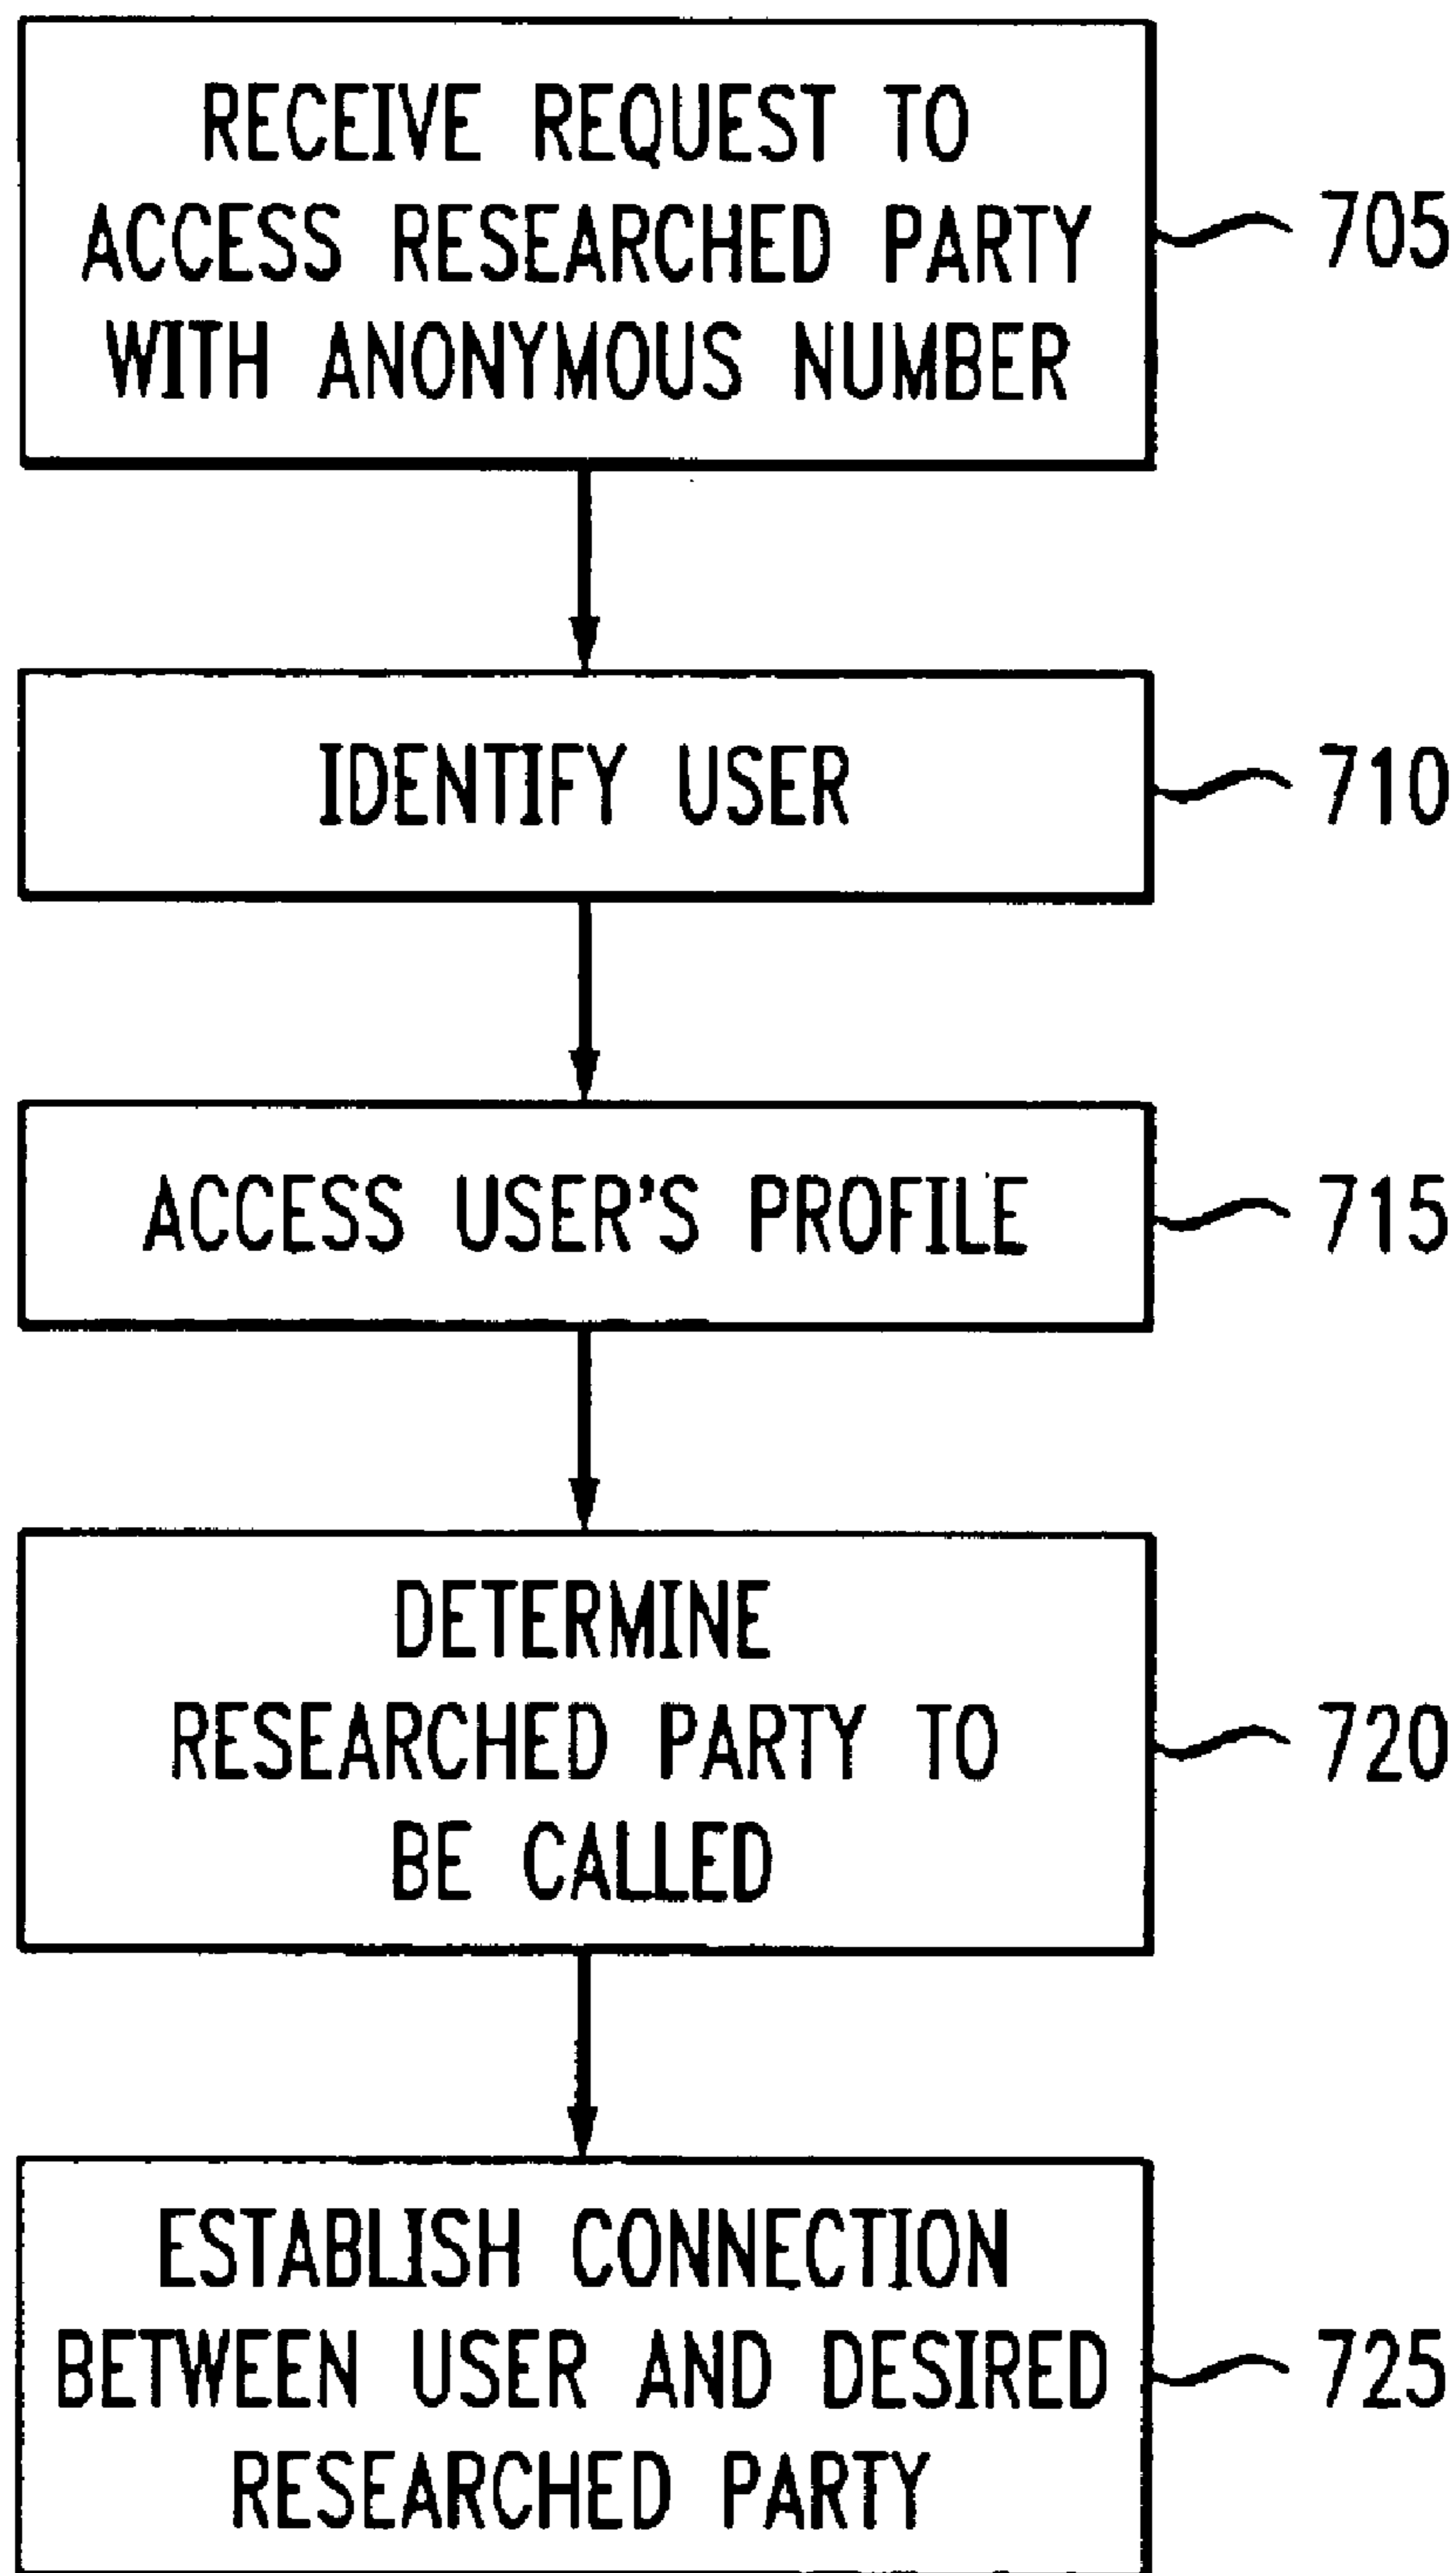 RECEIVE REQUEST TO
ACCESS RESEARCHED PARTY
WITH ANONYMOUS NUMBER
705
IDENTIFY USER
710
ACCESS USER'S PROFILE
715
DETERMINE
RESEARCHED PARTY TO
BE CALLED
720
ESTABLISH CONNECTION
BETWEEN USER AND DESIRED
RESEARCHED PARTY
725